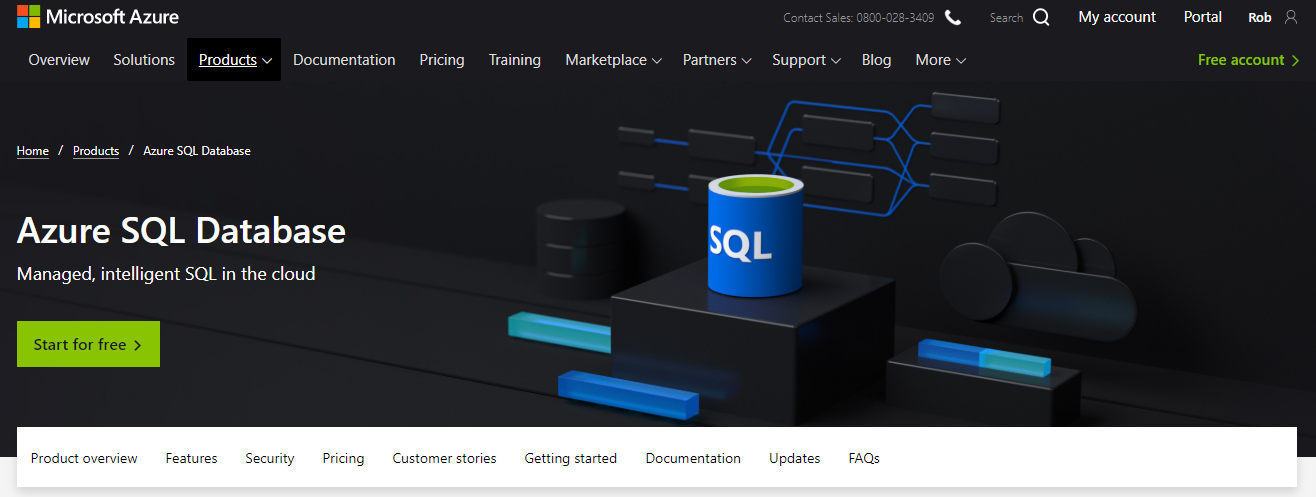 Microsoft Azure
Contact Sales: 0800-028-3409
Search
My account
Portal
Rob
Overview
Solutions
Products
Documentation
Pricing
Training
Marketplace
Partners
Support
Blog
More
Free account
Home / Products / Azure SQL Database
Azure SQL Database
Managed, intelligent SQL in the cloud
SQL
Start for free
Product overview
Features
Security
Pricing
Customer stories
Getting started
Documentation
Updates
FAQs